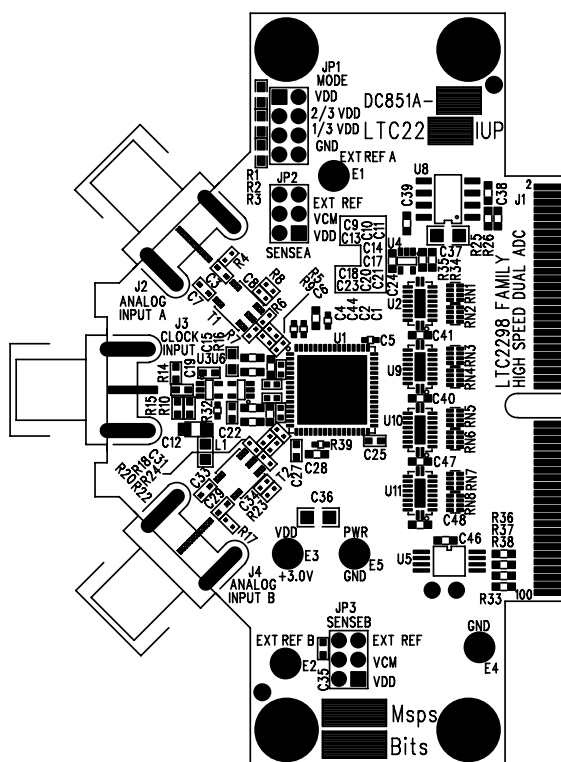 JP1
MODE
VDD
2/3 VDD
1/3 VDD
GND
R1
R2
R3
DC851A-
LTC22
IUP
EXT REF A
E1
JP2
EXT REF
VCM
VDD
SENSEA
U8
C39
C38
2
J1
C9
C13
C10
C11
C14
C17
C18
C23
C20
C21
U4
C24
C37
R35
R34
R25
R26
J2
ANALOG
INPUT A
C7
C3
R4
C8
R8
R5
C6
R6
R7
T1
C4
C44
C2
C1
U2
RN1
RN2
J3
CLOCK
INPUT
C15
R16
U3
U6
C19
R14
R15
R10
R32
U1
C5
C41
U9
RN3
RN4
LTC2298 FAMILY
HIGH SPEED DUAL ADC
C40
U10
RN5
RN6
C12
C22
L1
R39
C25
C27
C28
C47
R20
R18
C31
R24
R22
C33
C29
C34
R23
T2
R17
U11
RN7
RN8
C48
C36
VDD
E3
+3.0V
PWR
GND
E5
C46
U5
R36
R37
R38
R33
100
J4
ANALOG
INPUT B
JP3
SENSEB
EXT REF B
E2
C35
EXT REF
VCM
VDD
GND
E4
Msps
Bits